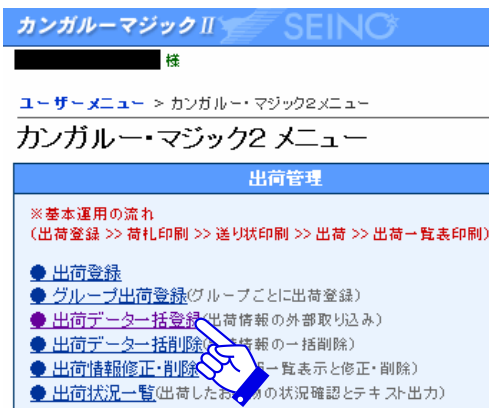 カンガルーマジックⅡ SEINO
様
ユーザーメニュー > カンガルー・マジック2メニュー
カンガルー・マジック2 メニュー
出荷管理
※基本運用の流れ
(出荷登録 >> 荷札印刷 >> 送り状印刷 >> 出荷 >> 出荷一覧表印刷)
● 出荷登録
● グループ出荷登録(グループごとに出荷登録)
● 出荷データ一括登録(出荷情報の外部取り込み)
● 出荷データ一括削除(出荷情報の一括削除)
● 出荷情報修正・削除 一覧表示と修正・削除)
● 出荷状況一覧(出荷したお荷物の状況確認とテキスト出力)